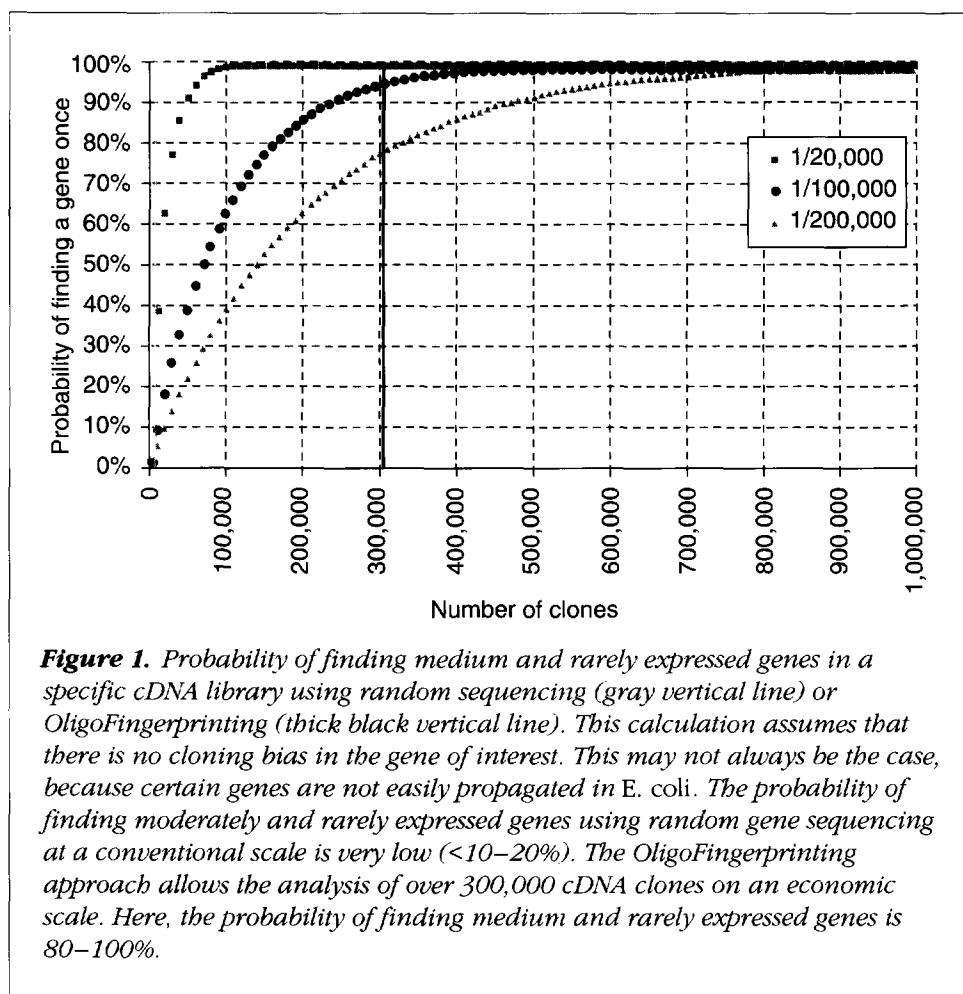 100%
90%
80%
70%
60%
50%
40%
30%
20%
10%
0%
Probability of finding a gene once
1/20,000
1/100,000
1/200,000
0
100,000
200,000
300,000
400,000
500,000
600,000
700,000
800,000
900,000
1,000,000
Number of clones
Figure 1. Probability of finding medium and rarely expressed genes in a
specific cDNA library using random sequencing (gray vertical line) or
OligoFingerprinting (thick black vertical line). This calculation assumes that
there is no cloning bias in the gene of interest. This may not always be the case,
because certain genes are not easily propagated in E. coli. The probability of
finding moderately and rarely expressed genes using random gene sequencing
at a conventional scale is very low (<10–20%). The OligoFingerprinting
approach allows the analysis of over 300,000 cDNA clones on an economic
scale. Here, the probability of finding medium and rarely expressed genes is
80–100%.